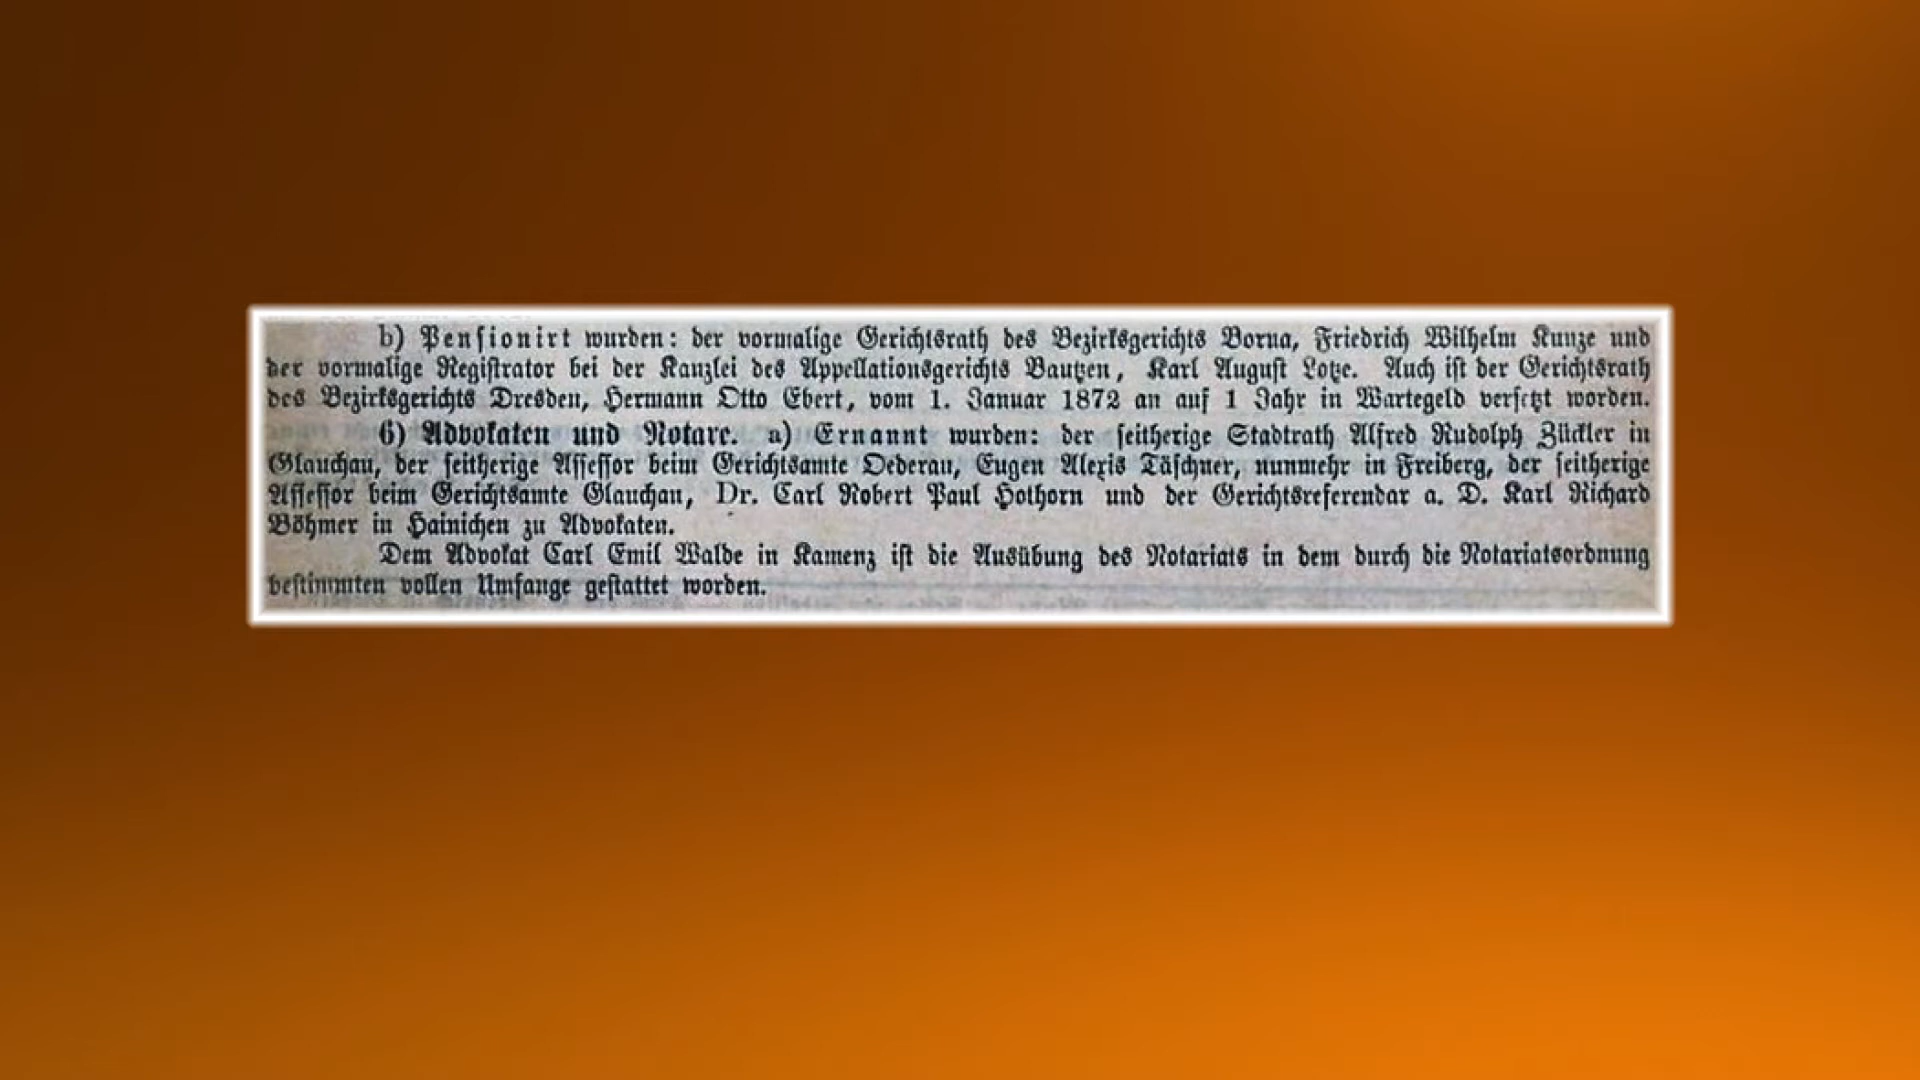 b) Pensionirt wurden: der vormalige Gerichtsrath des Bezirksgerichts Borna, Friedrich Wilhelm Kunze und
der vormalige Registrator bei der Kanzlei des Appellationsgerichts Bautzen, Karl August Lotze. Auch ist der Gerichtsrath
des Bezirksgerichts Dresden, Hermann Otto Ebert, vom 1. Januar 1872 an auf 1 Jahr in Wartegeld versetzt worden.
6) Advokaten und Notare. a) Ernannt wurden: der seitherige Stadtrath Alfred Rudolph Zückler in
Glauchau, der seitherige Assessor beim Gerichtsamte Oederan, Eugen Alexis Täschner, nunmehr in Freiberg, der seitherige
Assessor beim Gerichtsamte Glauchau, Dr. Carl Robert Paul Hothorn und der Gerichtsreferendar a. D. Karl Richard
Böhmer in Hainichen zu Advokaten.
Dem Advokat Carl Emil Walde in Kamenz ist die Ausübung des Notariats in dem durch die Notariatsordnung
bestimmten vollen Umfange gestattet worden.